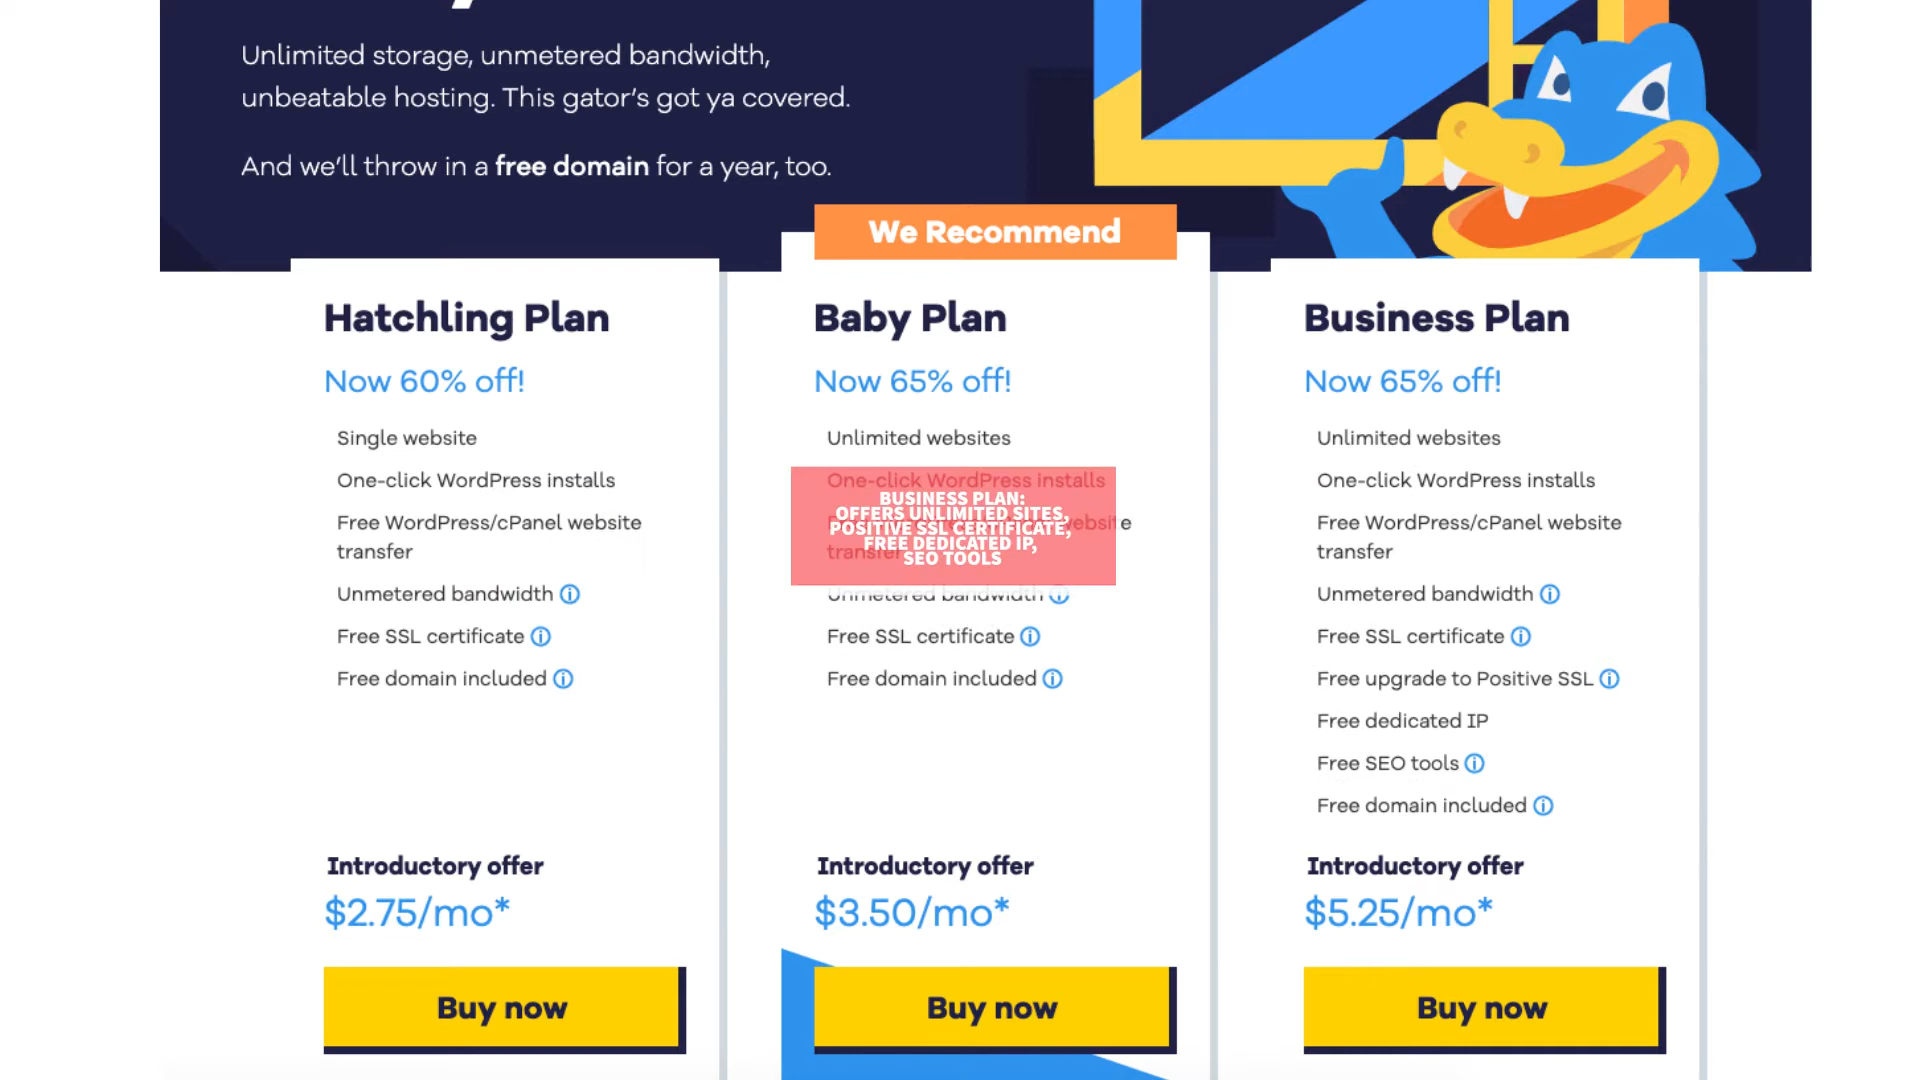 Unlimited storage, unmetered bandwidth,
unbeatable hosting. This gator's got ya covered.
And we'll throw in a free domain for a year, too.
We Recommend
Hatchling Plan
Now 60% off!
Single website
One-click WordPress installs
Free WordPress/cPanel website
transfer
Unmetered bandwidth
Free SSL certificate
Free domain included
Introductory offer
$2.75/mo*
Buy now
Baby Plan
Now 65% off!
Unlimited websites
One-click WordPress installs
BUSINESS PLAN:
OFFERS UNLIMITED SITES,
POSITIVE SSL CERTIFICATE,
FREE DEDICATED IP,
SEO TOOLS
website
transfer
Unmetered bandwidth
Free SSL certificate
Free domain included
Introductory offer
$3.50/mo*
Buy now
Business Plan
Now 65% off!
Unlimited websites
One-click WordPress installs
Free WordPress/cPanel website
transfer
Unmetered bandwidth
Free SSL certificate
Free upgrade to Positive SSL
Free dedicated IP
Free SEO tools
Free domain included
Introductory offer
$5.25/mo*
Buy now